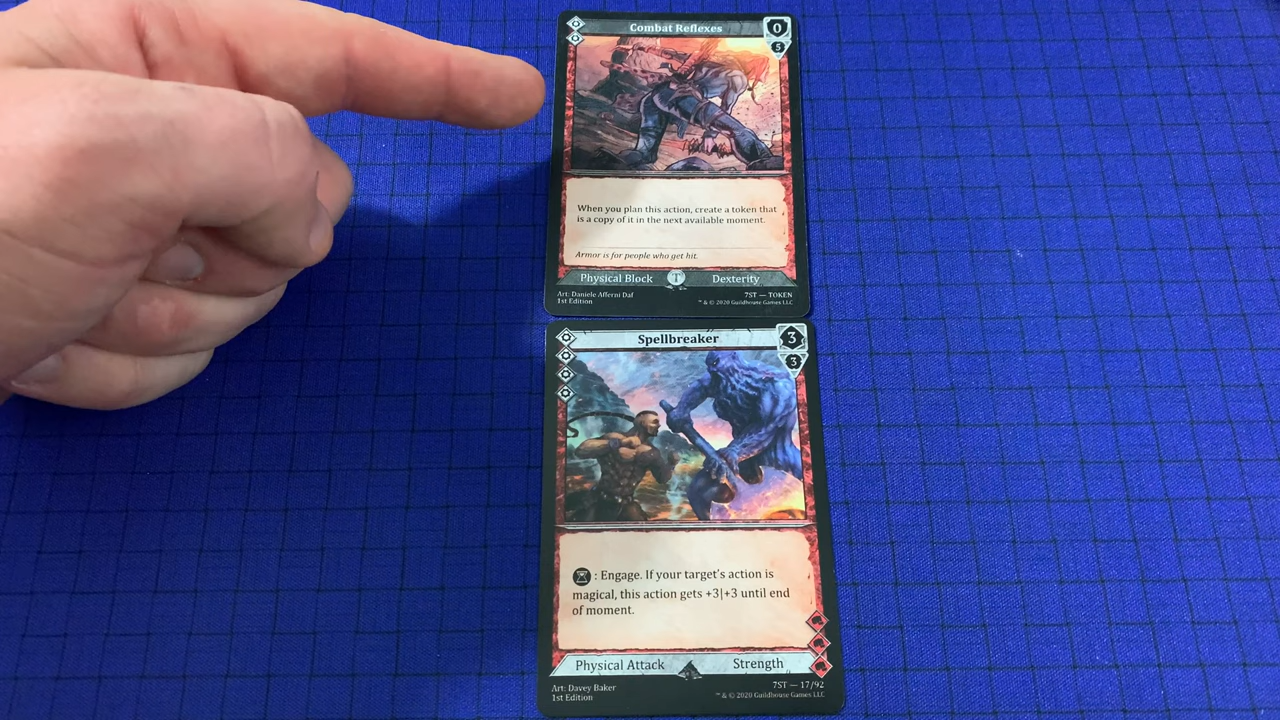 Combat Reflexes
0
5
When you plan this action, create a token that
is a copy of it in the next available moment.
Armor is for people who get hit.
Physical Block T Dexterity
Art: Daniele Afferni Daf
1st Edition
7ST — TOKEN
™ & © 2020 Guildhouse Games LLC
Spellbreaker
3
3
: Engage. If your target's action is
magical, this action gets +3|+3 until end
of moment.
Physical Attack Strength
Art: Davey Baker
1st Edition
7ST — 17/92
™ & © 2020 Guildhouse Games LLC